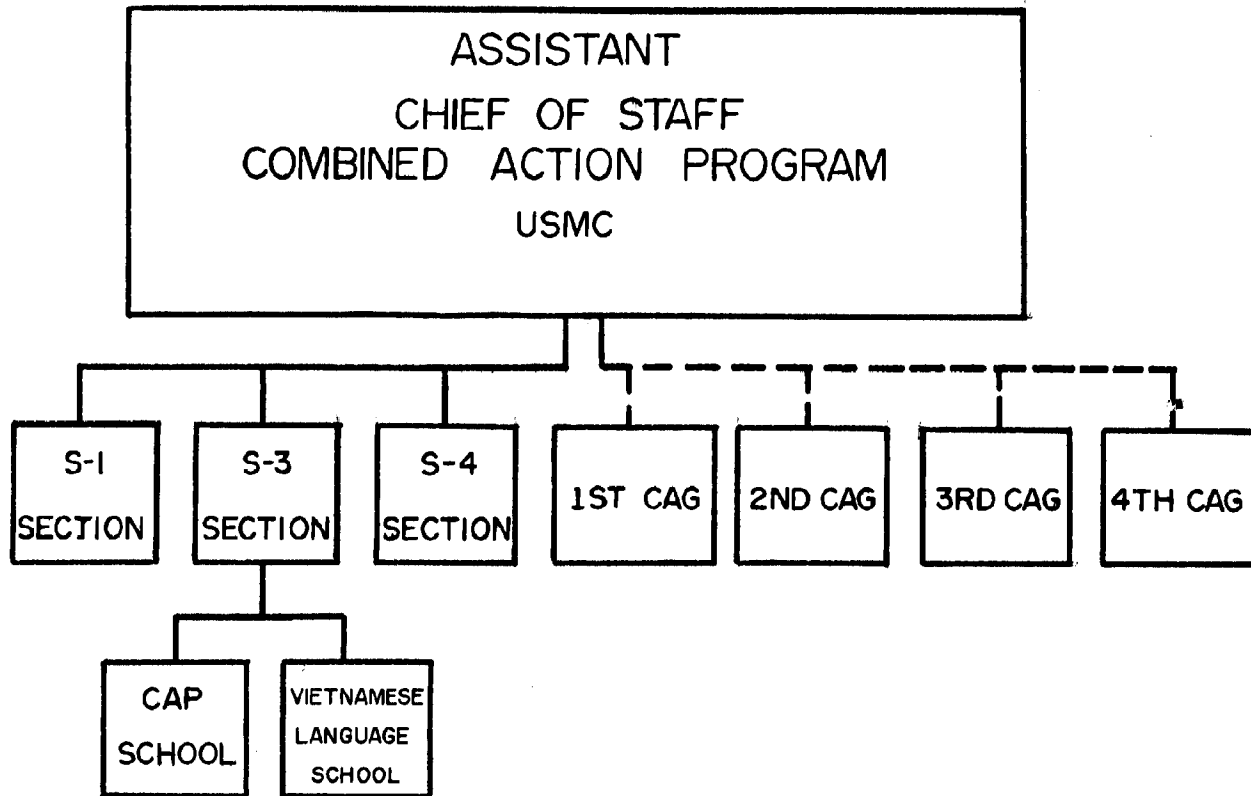 ASSISTANT
CHIEF OF STAFF
COMBINED ACTION PROGRAM
USMC
S-1
SECTION
S-3
SECTION
S-4
SECTION
1ST CAG
2ND CAG
3RD CAG
4TH CAG
CAP
SCHOOL
VIETNAMESE
LANGUAGE
SCHOOL